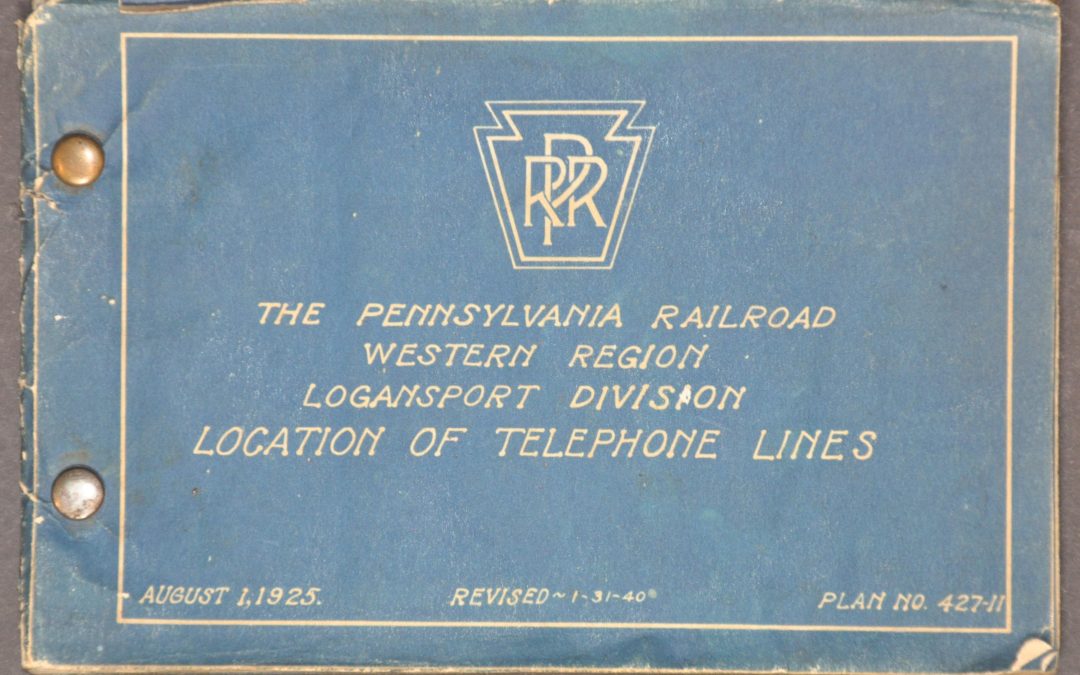 PRR
THE PENNSYLVANIA RAILROAD
WESTERN REGION
LOGANSPORT DIVISION
LOCATION OF TELEPHONE LINES
AUGUST 1, 1925. REVISED ~ 1-31-40 PLAN NO. 427-11